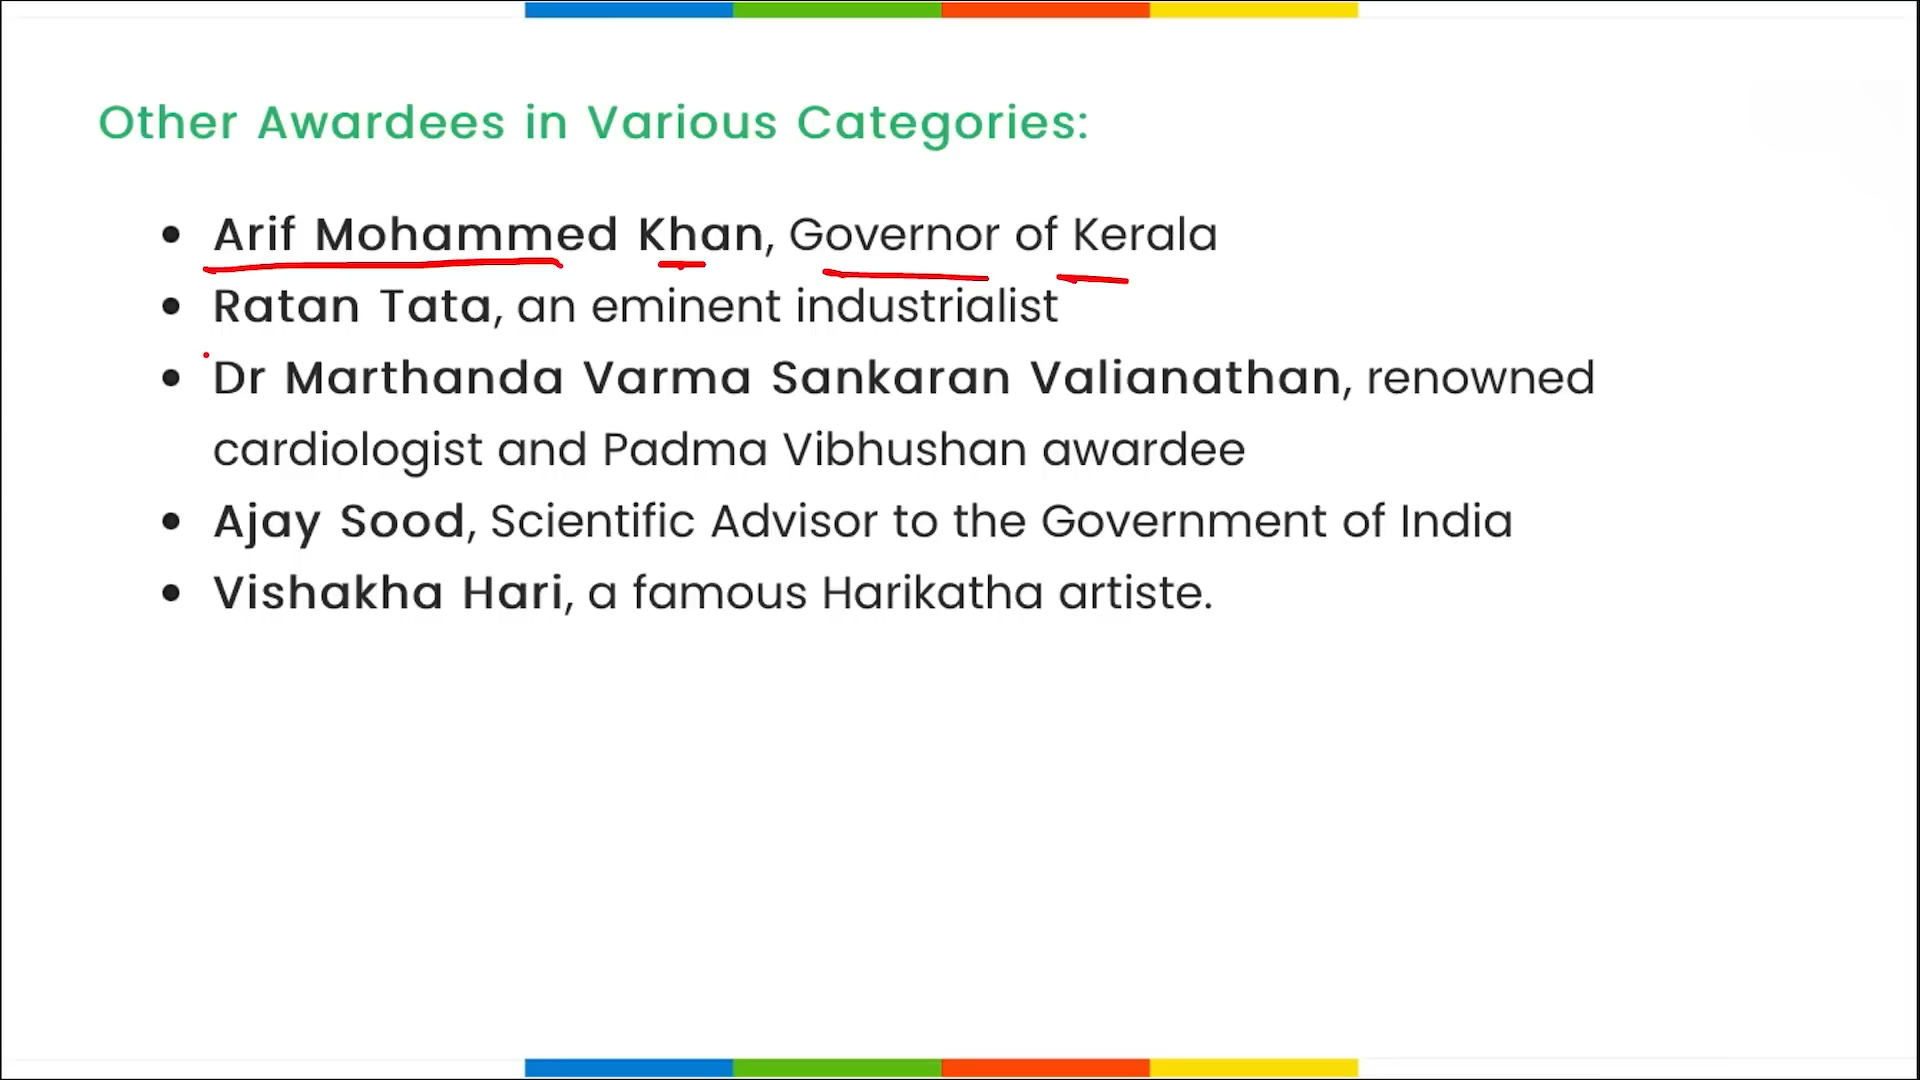 Other Awardees in Various Categories:
• Arif Mohammed Khan, Governor of Kerala
• Ratan Tata, an eminent industrialist
• Dr Marthanda Varma Sankaran Valianathan, renowned
cardiologist and Padma Vibhushan awardee
• Ajay Sood, Scientific Advisor to the Government of India
• Vishakha Hari, a famous Harikatha artiste.